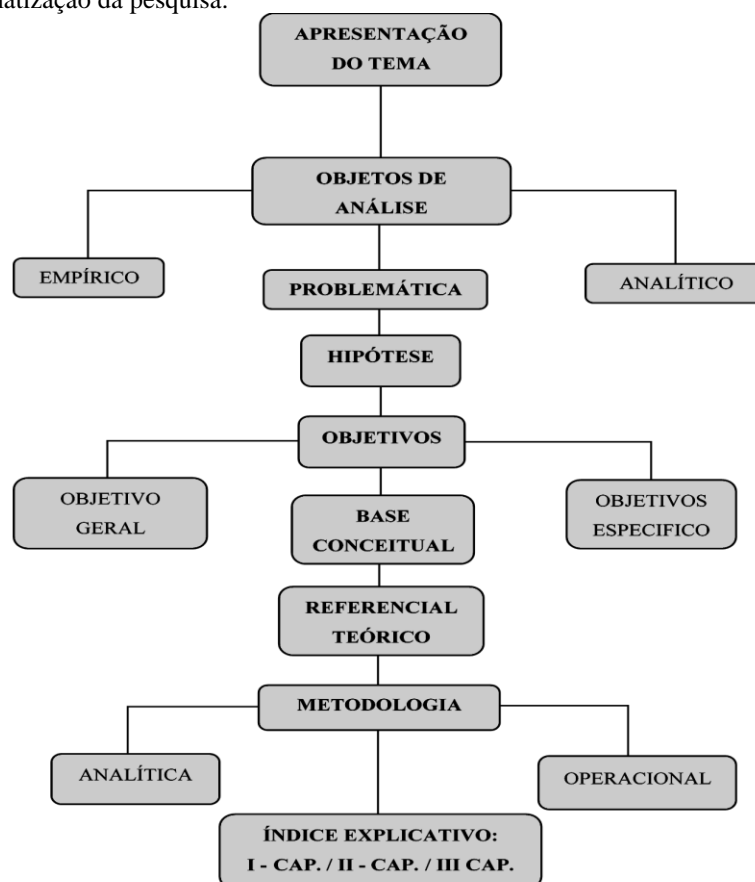 APRESENTAÇÃO
DO TEMA
OBJETOS DE
ANÁLISE
EMPÍRICO
PROBLEMÁTICA
ANALÍTICO
HIPÓTESE
OBJETIVOS
OBJETIVO
GERAL
BASE
CONCEITUAL
OBJETIVOS
ESPECIFICO
REFERENCIAL
TEÓRICO
METODOLOGIA
ANALÍTICA
OPERACIONAL
ÍNDICE EXPLICATIVO:
I - CAP. / II - CAP. / III CAP.